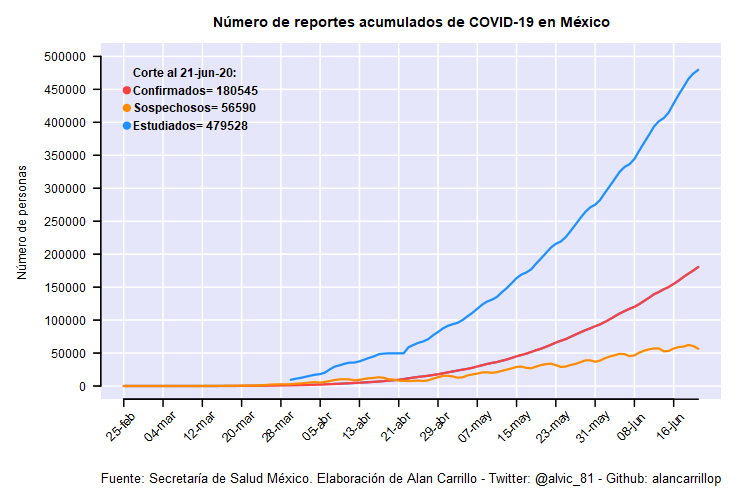 Número de reportes acumulados de COVID-19 en México
Número de personas
500000
450000
400000
350000
300000
250000
200000
150000
100000
50000
0
Corte al 21-jun-20:
Confirmados= 180545
Sospechosos= 56590
Estudiados= 479528
25-feb
04-mar
12-mar
20-mar
28-mar
05-abr
13-abr
21-abr
29-abr
07-may
15-may
23-may
31-may
08-jun
16-jun
Fuente: Secretaría de Salud México. Elaboración de Alan Carrillo - Twitter: @alvic_81 - Github: alancarrillop